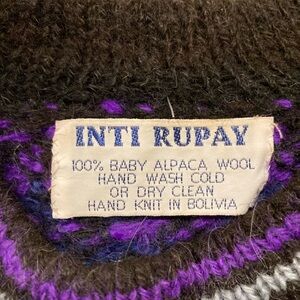 INTI RUPAY
100% BABY ALPACA WOOL
HAND WASH COLD
OR DRY CLEAN
HAND KNIT IN BOLIVIA